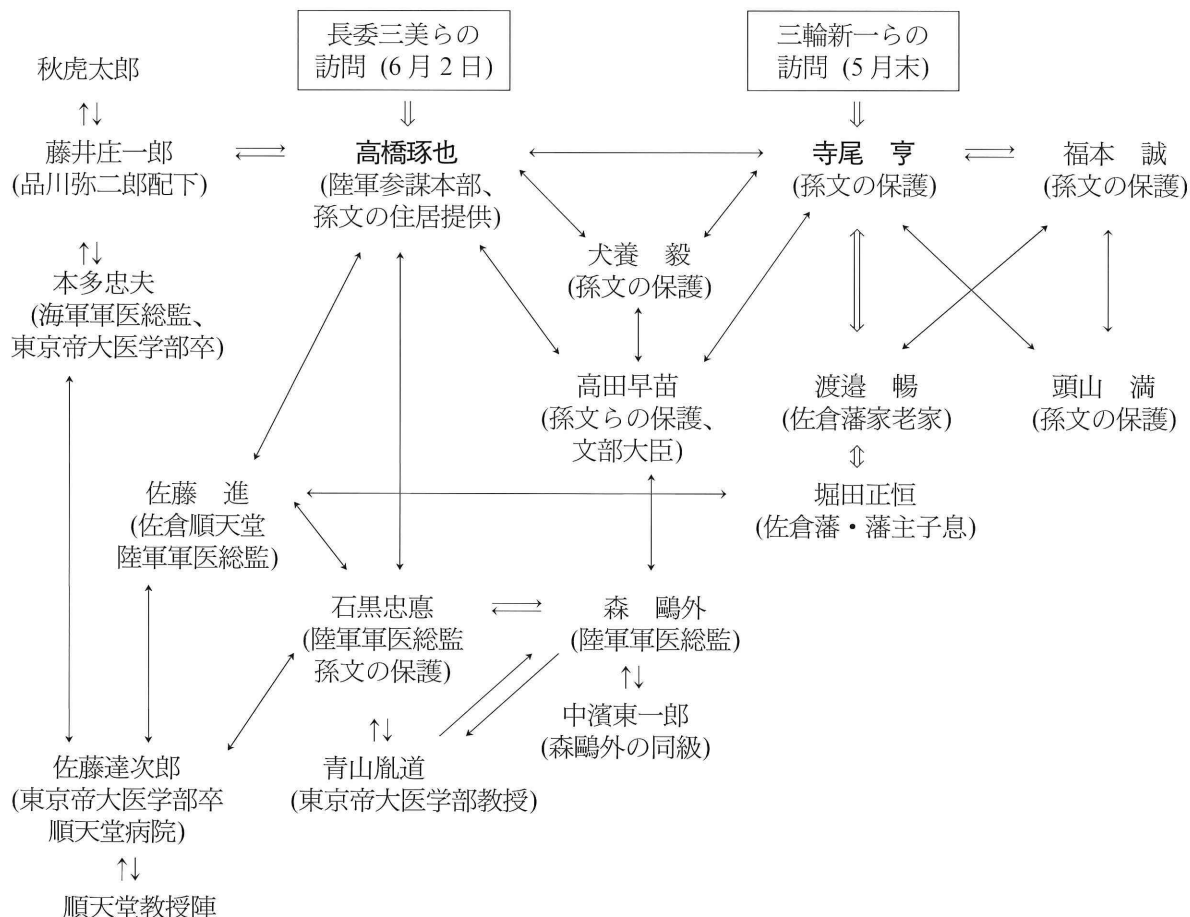 長委三美らの
訪問 (6月2日)
三輪新一らの
訪問 (5月末)
秋虎太郎
藤井庄一郎
(品川弥二郎配下)
高橋琢也
(陸軍参謀本部、
孫文の住居提供)
寺尾 亨
(孫文の保護)
福本 誠
(孫文の保護)
犬養 毅
(孫文の保護)
本多忠夫
(海軍軍医総監、
東京帝大医学部卒)
高田早苗
(孫文らの保護、
文部大臣)
渡邉 暢
(佐倉藩家老家)
頭山 満
(孫文の保護)
佐藤 進
(佐倉順天堂
陸軍軍医総監)
堀田正恒
(佐倉藩・藩主子息)
石黒忠悳
(陸軍軍医総監
孫文の保護)
森 鷗外
(陸軍軍医総監)
中濱東一郎
(森鷗外の同級)
佐藤達次郎
(東京帝大医学部卒
順天堂病院)
青山胤道
(東京帝大医学部教授)
順天堂教授陣